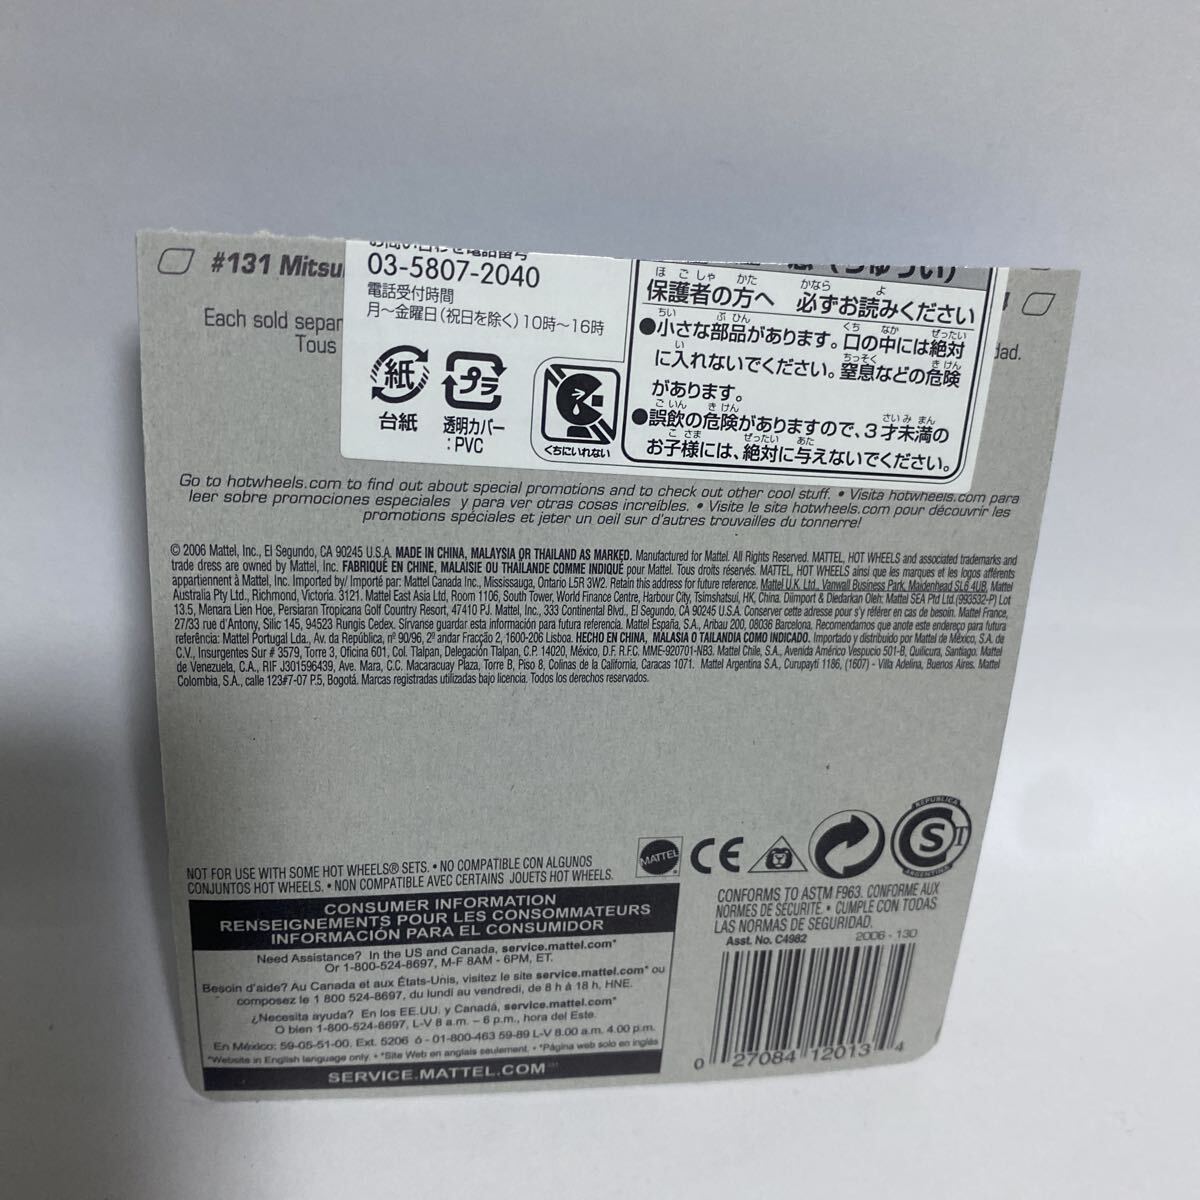 #131 Mitsu
Each sold separ
Tous
dad.
お問い合わせ電話番号
03-5807-2040
電話受付時間
月～金曜日(祝日を除く)10時～16時
紙
台紙
プラ
透明カバー
:PVC
くちにいれない
(ちゅうい)
保護者の方へ 必ずお読みください
●小さな部品があります。口の中には絶対
に入れないでください。窒息などの危険
があります。
●誤飲の危険がありますので、3才未満の
お子様には、絶対に与えないでください。
Go to hotwheels.com to find out about special promotions and to check out other cool stuff. • Visita hotwheels.com para
leer sobre promociones especiales y para ver otras cosas increíbles. • Visite le site hotwheels.com pour découvrir les
promotions spéciales et jeter un oeil sur d'autres trouvailles du tonnerre!
© 2006 Mattel, Inc., El Segundo, CA 90245 U.S.A. MADE IN CHINA, MALAYSIA OR THAILAND AS MARKED. Manufactured for Mattel. All Rights Reserved. MATTEL, HOT WHEELS and associated trademarks and
trade dress are owned by Mattel, Inc. FABRIQUÉ EN CHINE, MALAISIE OU THAÏLANDE COMME INDIQUÉ pour Mattel. Tous droits réservés. MATTEL, HOT WHEELS ainsi que les marques et les logos afférents
appartiennent à Mattel, Inc. Imported by/ Importé par: Mattel Canada Inc., Mississauga, Ontario L5R 3W2. Retain this address for future reference. Mattel U.K. Ltd., Vanwall Business Park, Maidenhead SL6 4UB. Mattel
Australia Pty Ltd., Richmond, Victoria. 3121. Mattel East Asia Ltd, Room 1106, South Tower, World Finance Centre, Harbour City, Tsimshatsui, HK, China. Diimport & Diedarkan Oleh: Mattel SEA Ptd Ltd.(993532-P) Lot
13.5, Menara Lien Hoe, Persiaran Tropicana Golf Country Resort, 47410 PJ. Mattel, Inc., 333 Continental Blvd., El Segundo, CA 90245 U.S.A. Conserver cette adresse pour s'y référer en cas de besoin. Mattel France,
27/33 rue d'Antony, Silic 145, 94523 Rungis Cedex. Sírvanse guardar esta información para futura referencia. Mattel España, S.A., Aribau 200, 08036 Barcelona. Recomendamos que anote este endereço para futura
referência: Mattel Portugal Lda., Av. da República, nº 90/96, 2º andar Fracção 2, 1600-206 Lisboa. HECHO EN CHINA, MALASIA O TAILANDIA COMO INDICADO. Importado y distribuido por Mattel de México, S.A. de
C.V., Insurgentes Sur # 3579, Torre 3, Oficina 601, Col. Tlalpan, Delegación Tlalpan, C.P. 14020, México, D.F. R.F.C. MME-920701-NB3. Mattel Chile, S.A., Avenida Américo Vespucio 501-B, Quilicura, Santiago. Mattel
de Venezuela, C.A., RIF J301596439, Ave. Mara, C.C. Macaracuay Plaza, Torre B, Piso 8, Colinas de la California, Caracas 1071. Mattel Argentina S.A., Curupaytí 1186, (1607) - Villa Adelina, Buenos Aires. Mattel
Colombia, S.A., calle 123#7-07 P.5, Bogotá. Marcas registradas utilizadas bajo licencia. Todos los derechos reservados.
NOT FOR USE WITH SOME HOT WHEELS® SETS. • NO COMPATIBLE CON ALGUNOS
CONJUNTOS HOT WHEELS. • NON COMPATIBLE AVEC CERTAINS JOUETS HOT WHEELS.
MATTEL
CE
REPUBLICA
S T
ARGENTINA
CONFORMS TO ASTM F963. CONFORME AUX
NORMES DE SÉCURITÉ. • CUMPLE CON TODAS
LAS NORMAS DE SEGURIDAD.
Asst. No. C4982
2006 - 130
0 27084 12013 4
CONSUMER INFORMATION
RENSEIGNEMENTS POUR LES CONSOMMATEURS
INFORMACIÓN PARA EL CONSUMIDOR
Need Assistance? In the US and Canada, service.mattel.com*
Or 1-800-524-8697, M-F 8AM - 6PM, ET.
Besoin d'aide? Au Canada et aux États-Unis, visitez le site service.mattel.com* ou
composez le 1 800 524-8697, du lundi au vendredi, de 8 h à 18 h, HNE.
¿Necesita ayuda? En los EE.UU. y Canadá, service.mattel.com*
O bien 1-800-524-8697, L-V 8 a.m. – 6 p.m., hora del Este.
En México: 59-05-51-00. Ext. 5206 ó - 01-800-463 59-89 L-V 8.00 a.m. 4.00 p.m.
*Website in English language only. • *Site Web en anglais seulement. • *Página web solo en inglés
SERVICE.MATTEL.COM